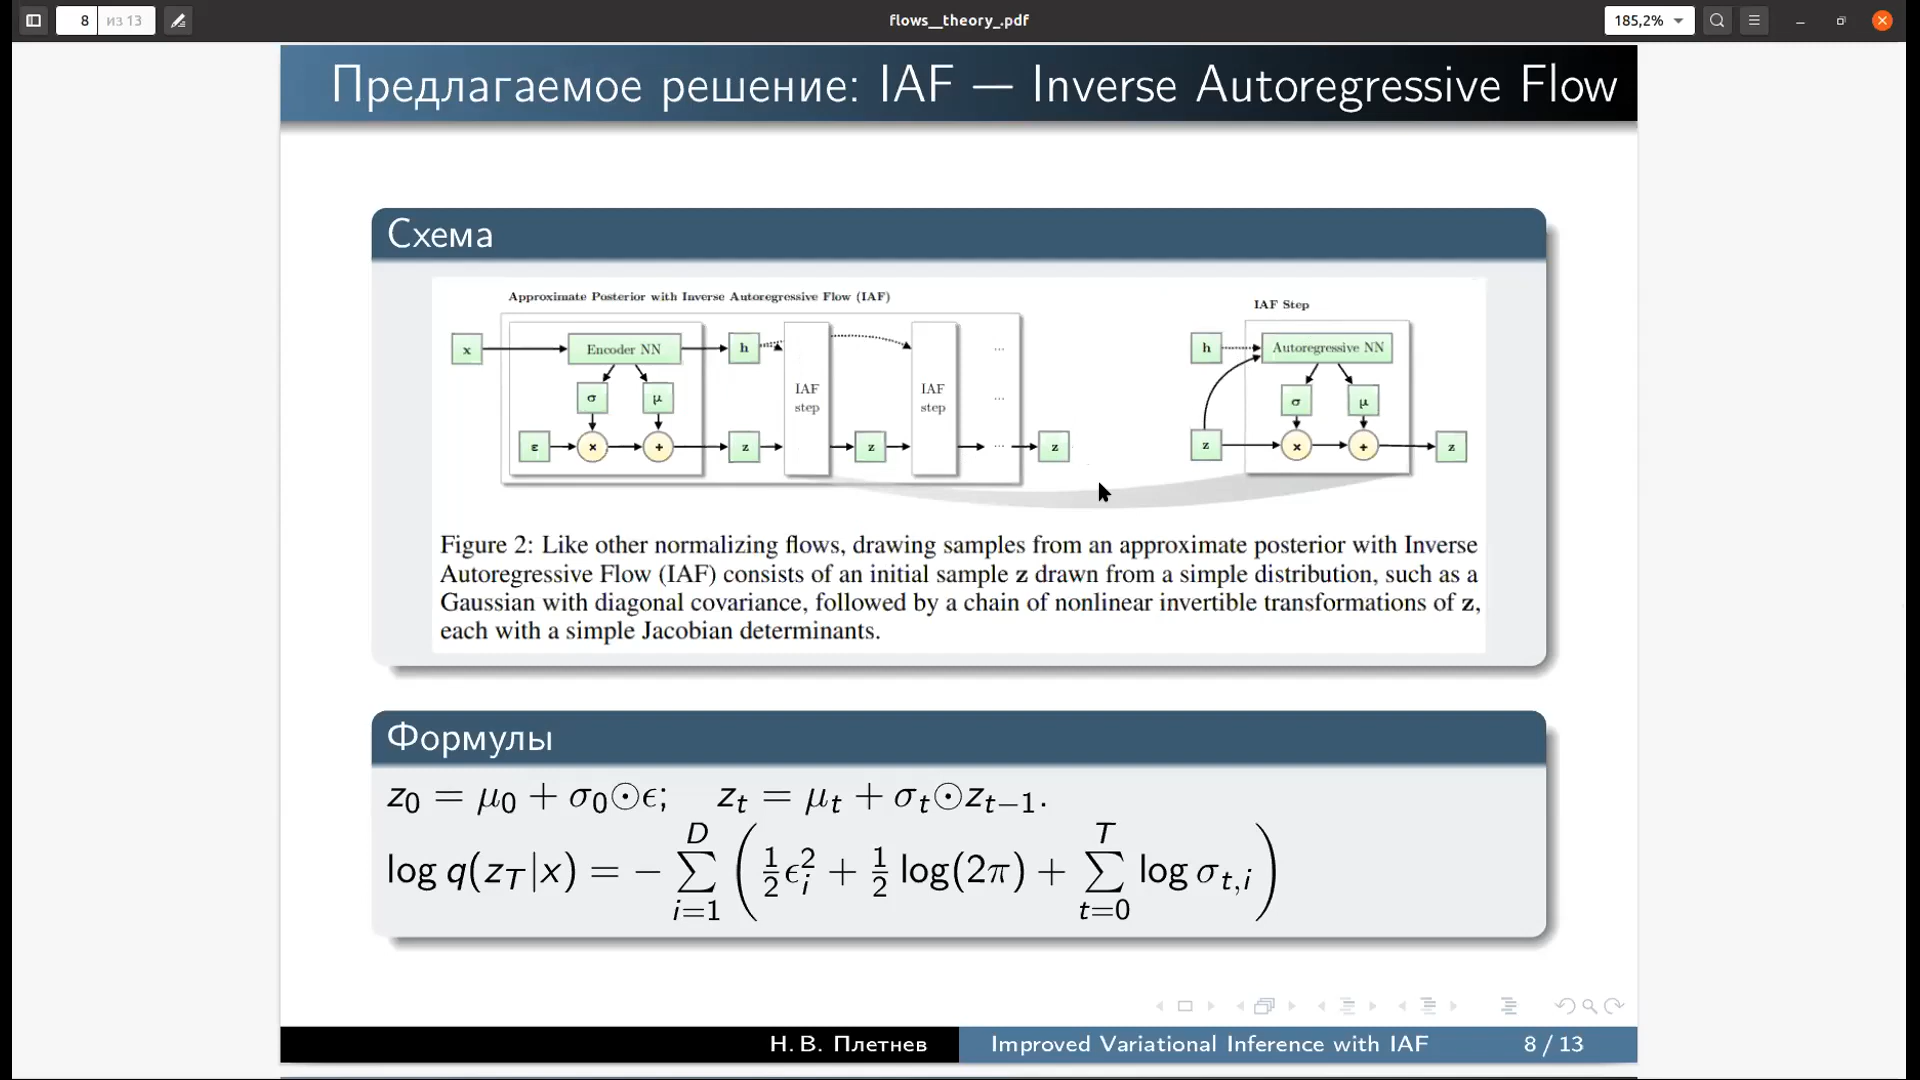 8 из 13
flows__theory_.pdf
185,2%
Предлагаемое решение: IAF — Inverse Autoregressive Flow
Схема
Approximate Posterior with Inverse Autoregressive Flow (IAF)
IAF Step
x Encoder NN h ... h Autoregressive NN
σ μ IAF step IAF step ... σ μ
ε × + z z ... z z × + z
Figure 2: Like other normalizing flows, drawing samples from an approximate posterior with Inverse
Autoregressive Flow (IAF) consists of an initial sample z drawn from a simple distribution, such as a
Gaussian with diagonal covariance, followed by a chain of nonlinear invertible transformations of z,
each with a simple Jacobian determinants.
Формулы
z₀ = μ₀ + σ₀⊙ϵ; zₜ = μₜ + σₜ⊙zₜ₋₁.
log q(z_T|x) = − ∑_{i=1}^{D} (½ϵ_i² + ½ log(2π) + ∑_{t=0}^{T} log σ_{t,i})
Н. В. Плетнев Improved Variational Inference with IAF 8 / 13